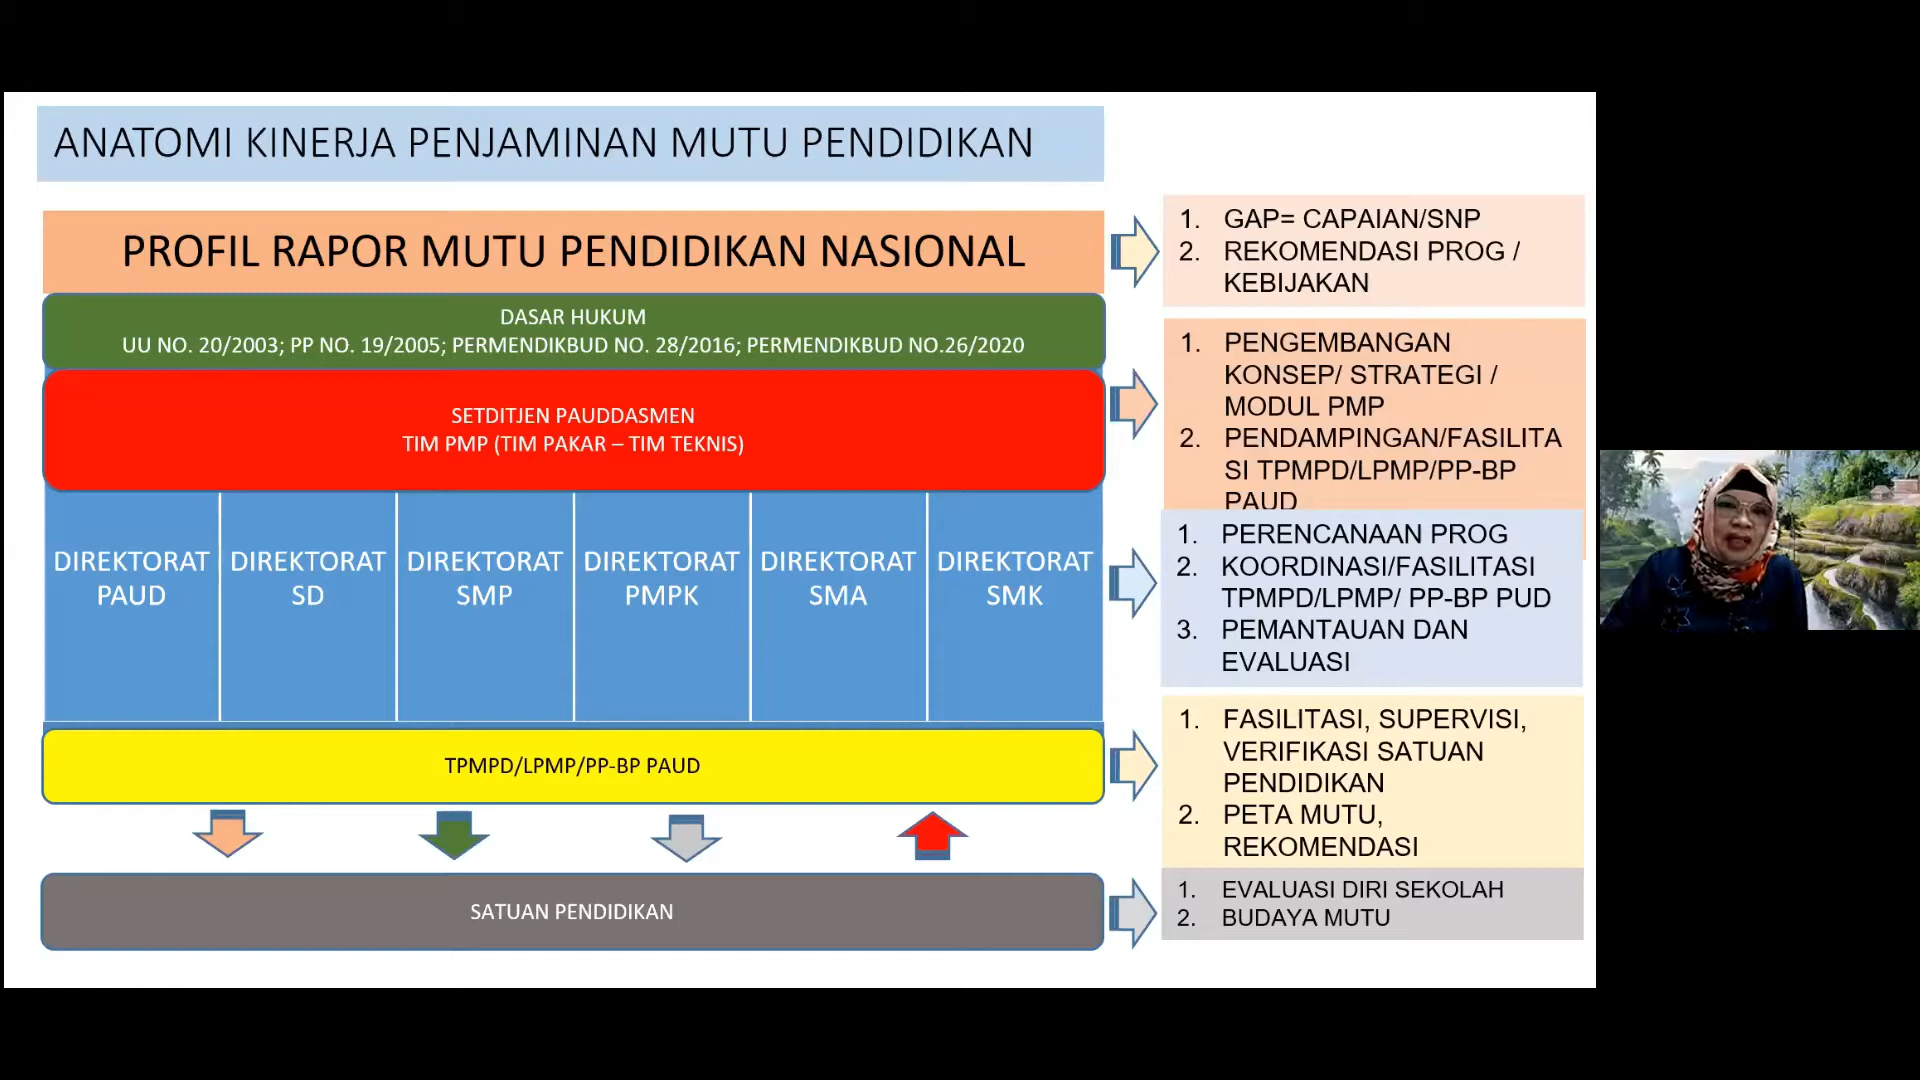 ANATOMI KINERJA PENJAMINAN MUTU PENDIDIKAN
PROFIL RAPOR MUTU PENDIDIKAN NASIONAL
1. GAP= CAPAIAN/SNP
2. REKOMENDASI PROG /
KEBIJAKAN
DASAR HUKUM
UU NO. 20/2003; PP NO. 19/2005; PERMENDIKBUD NO. 28/2016; PERMENDIKBUD NO.26/2020
SETDITJEN PAUDDASMEN
TIM PMP (TIM PAKAR – TIM TEKNIS)
1. PENGEMBANGAN
KONSEP/ STRATEGI /
MODUL PMP
2. PENDAMPINGAN/FASILITA
SI TPMPD/LPMP/PP-BP
PAUD
DIREKTORAT
PAUD
DIREKTORAT
SD
DIREKTORAT
SMP
DIREKTORAT
PMPK
DIREKTORAT
SMA
DIREKTORAT
SMK
1. PERENCANAAN PROG
2. KOORDINASI/FASILITASI
TPMPD/LPMP/ PP-BP PUD
3. PEMANTAUAN DAN
EVALUASI
TPMPD/LPMP/PP-BP PAUD
1. FASILITASI, SUPERVISI,
VERIFIKASI SATUAN
PENDIDIKAN
2. PETA MUTU,
REKOMENDASI
SATUAN PENDIDIKAN
1. EVALUASI DIRI SEKOLAH
2. BUDAYA MUTU